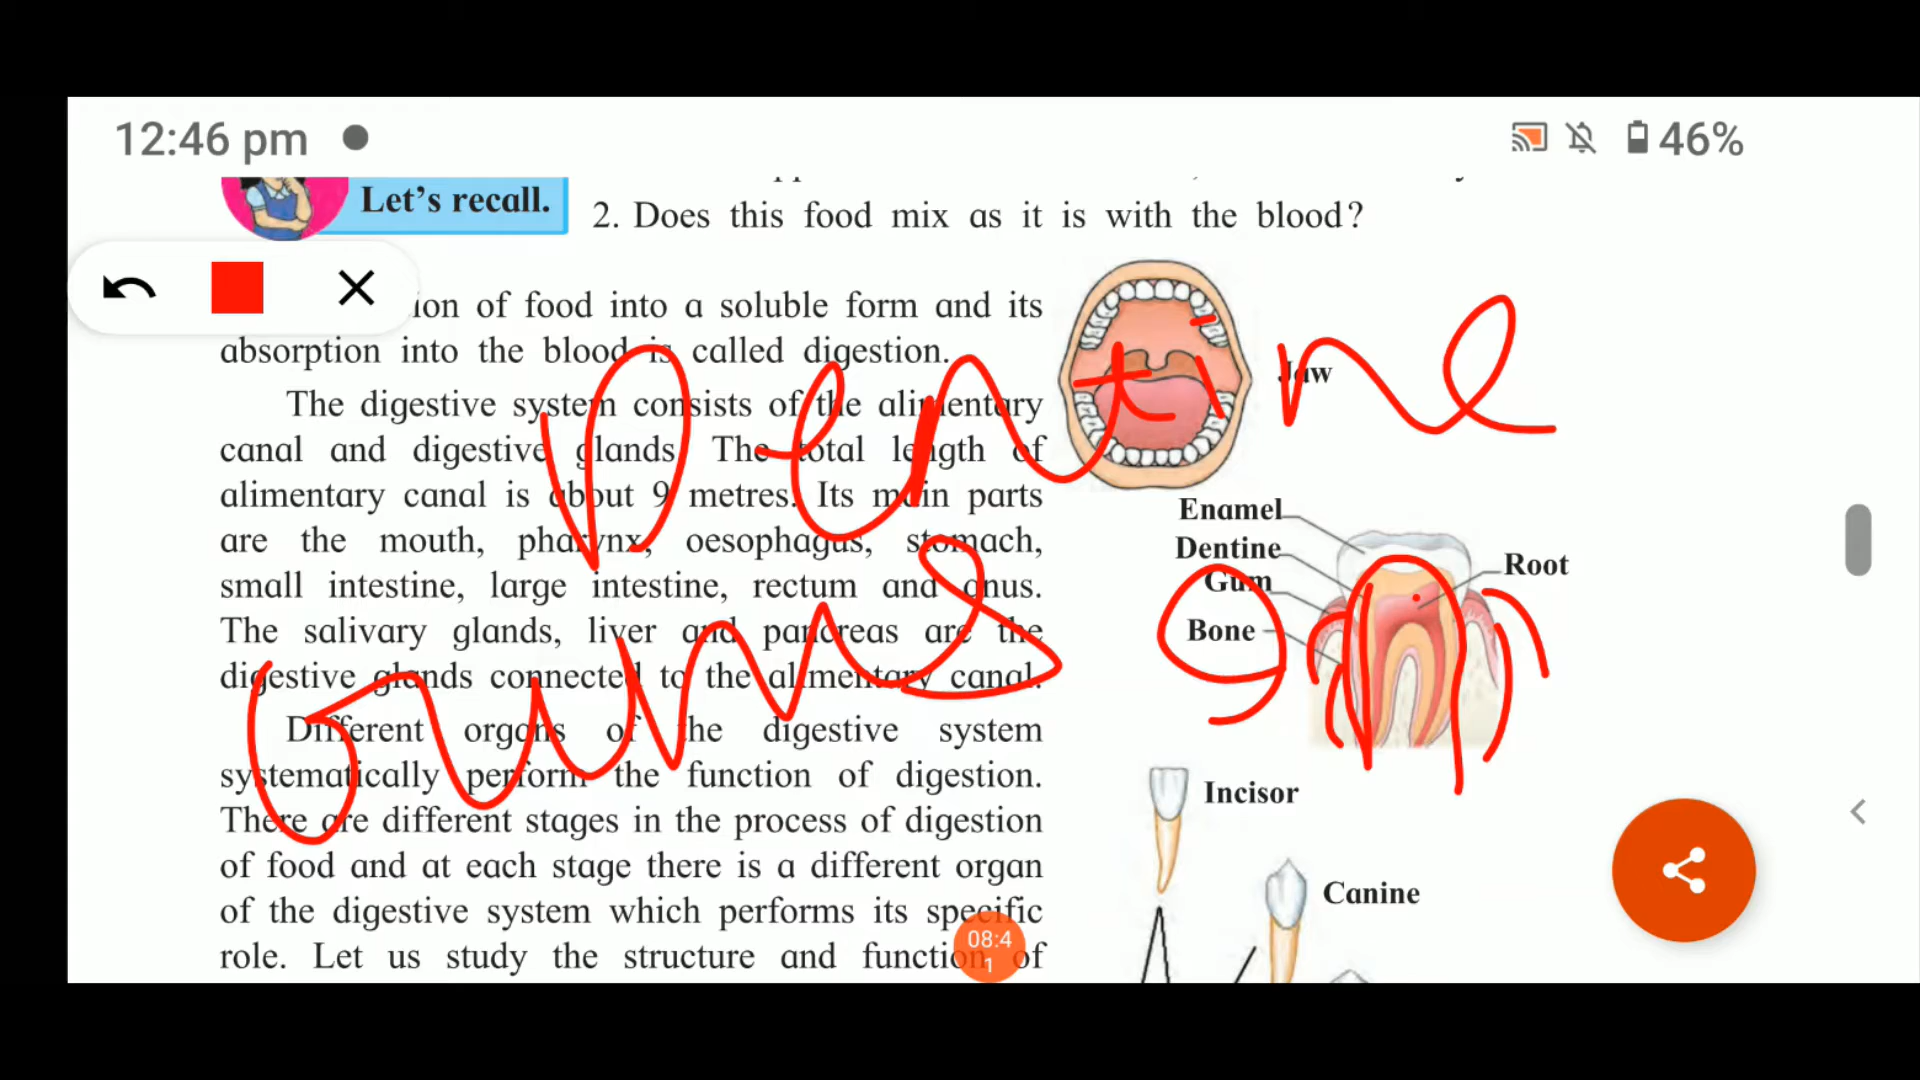 12:46 pm
46%
Let's recall.
2. Does this food mix as it is with the blood?
ion of food into a soluble form and its
absorption into the blood is called digestion.
The digestive system consists of the alimentary
canal and digestive glands. The total length of
alimentary canal is about 9 metres. Its main parts
are the mouth, pharynx, oesophagus, stomach,
small intestine, large intestine, rectum and anus.
The salivary glands, liver and pancreas are the
digestive glands connected to the alimentary canal.
Different organs of the digestive system
systematically perform the function of digestion.
There are different stages in the process of digestion
of food and at each stage there is a different organ
of the digestive system which performs its specific
role. Let us study the structure and function of
Dentine
Gums
Jaw
Enamel
Dentine
Gum
Bone
Root
Incisor
Canine
08:4
1